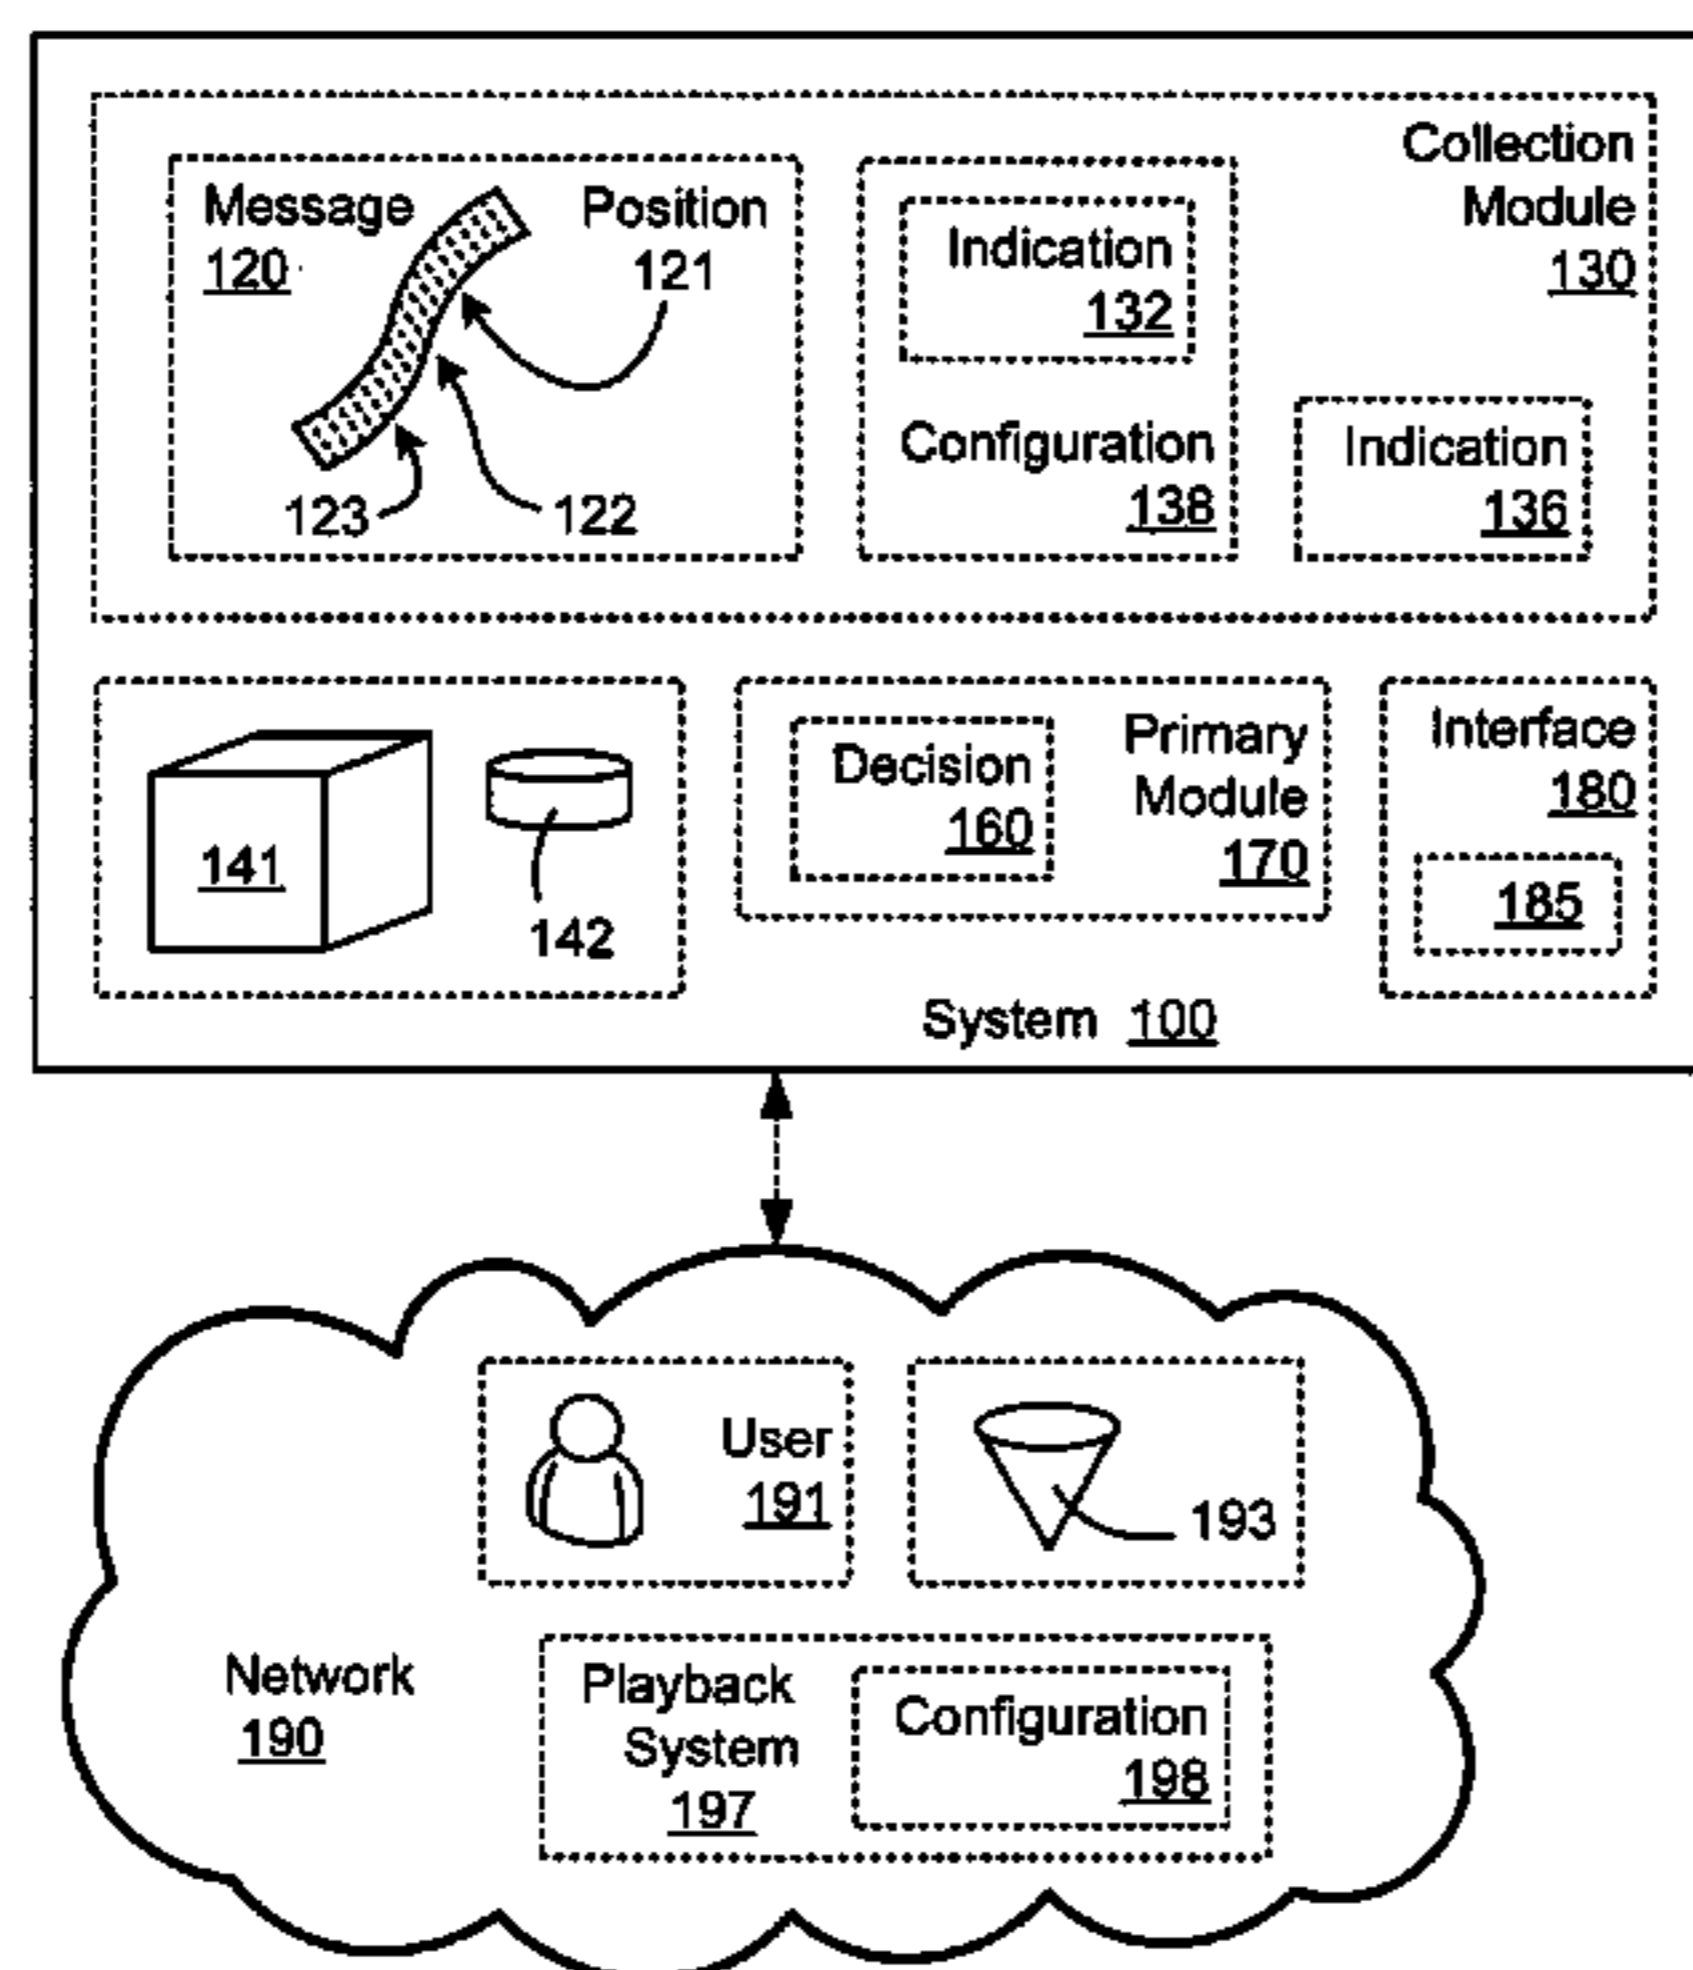 Collection
Module
130
Message
120
Position
121
123
122
Indication
132
Configuration
138
Indication
136
141
142
Decision
160
Primary
Module
170
Interface
180
185
System 100
User
191
193
Network
190
Playback
System
197
Configuration
198